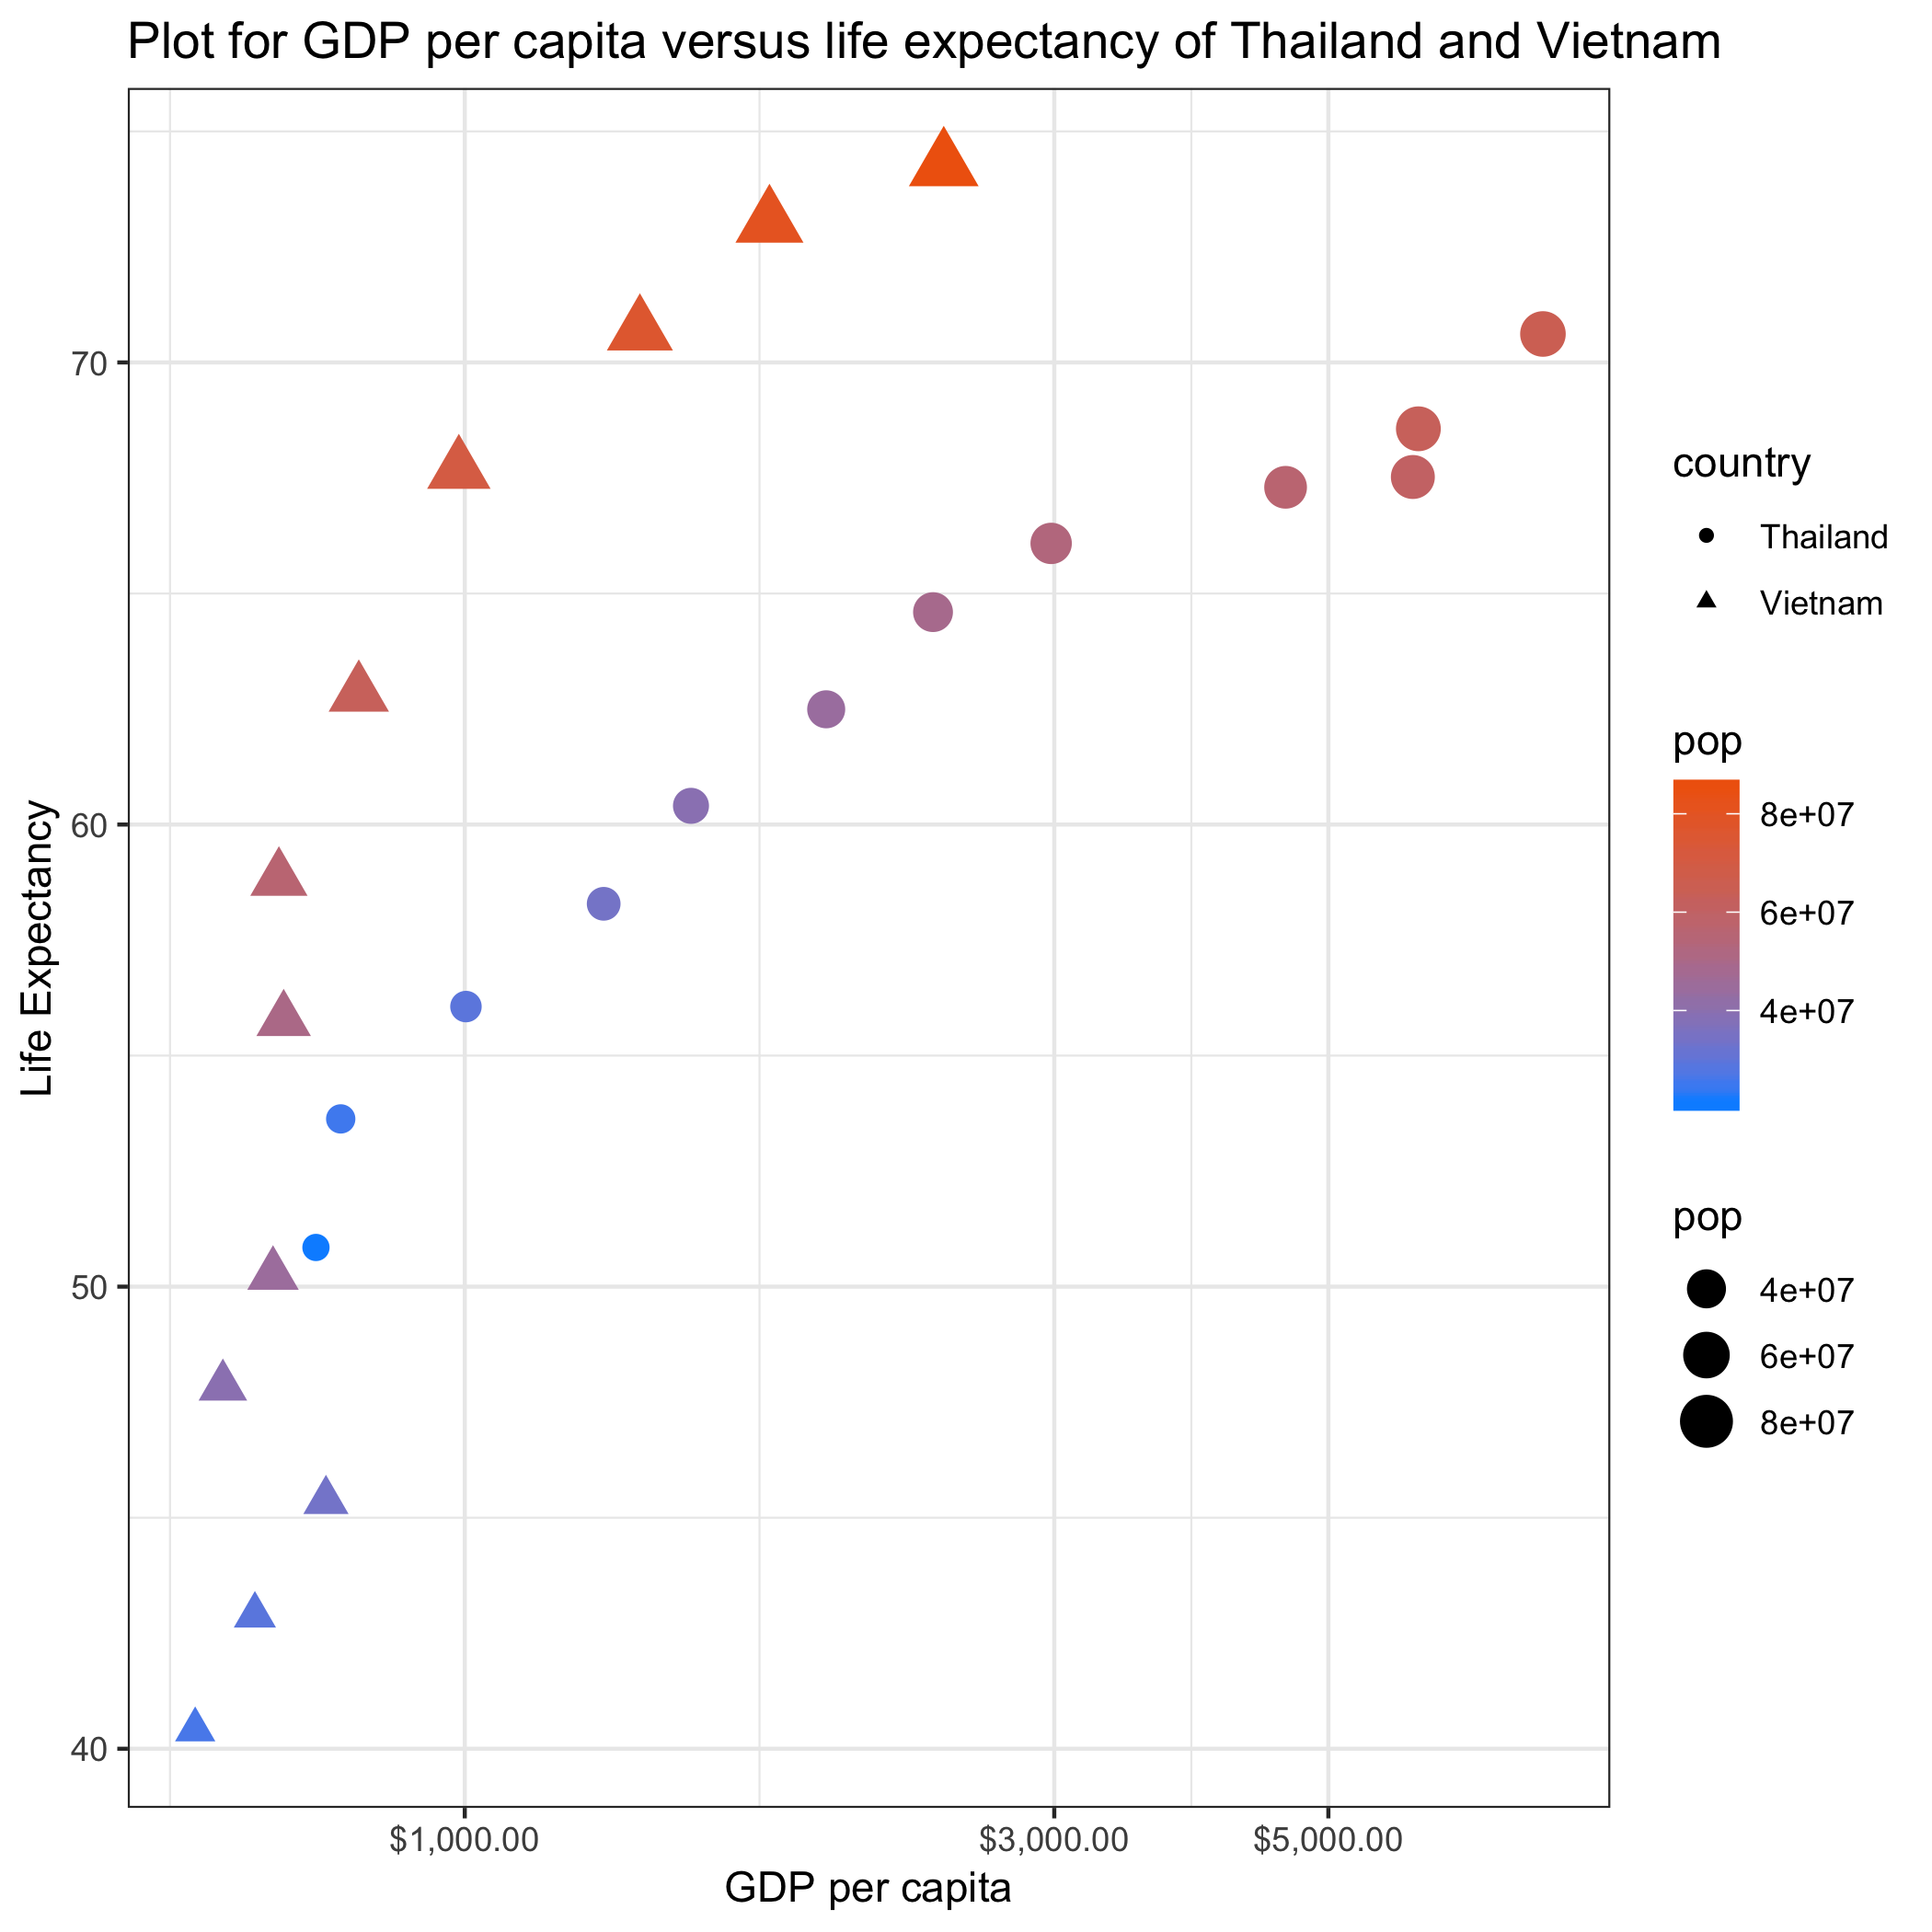 Plot for GDP per capita versus life expectancy of Thailand and Vietnam
Life Expectancy
70
60
50
40
$1,000.00
$3,000.00
$5,000.00
GDP per capita
country
Thailand
Vietnam
pop
8e+07
6e+07
4e+07
pop
4e+07
6e+07
8e+07